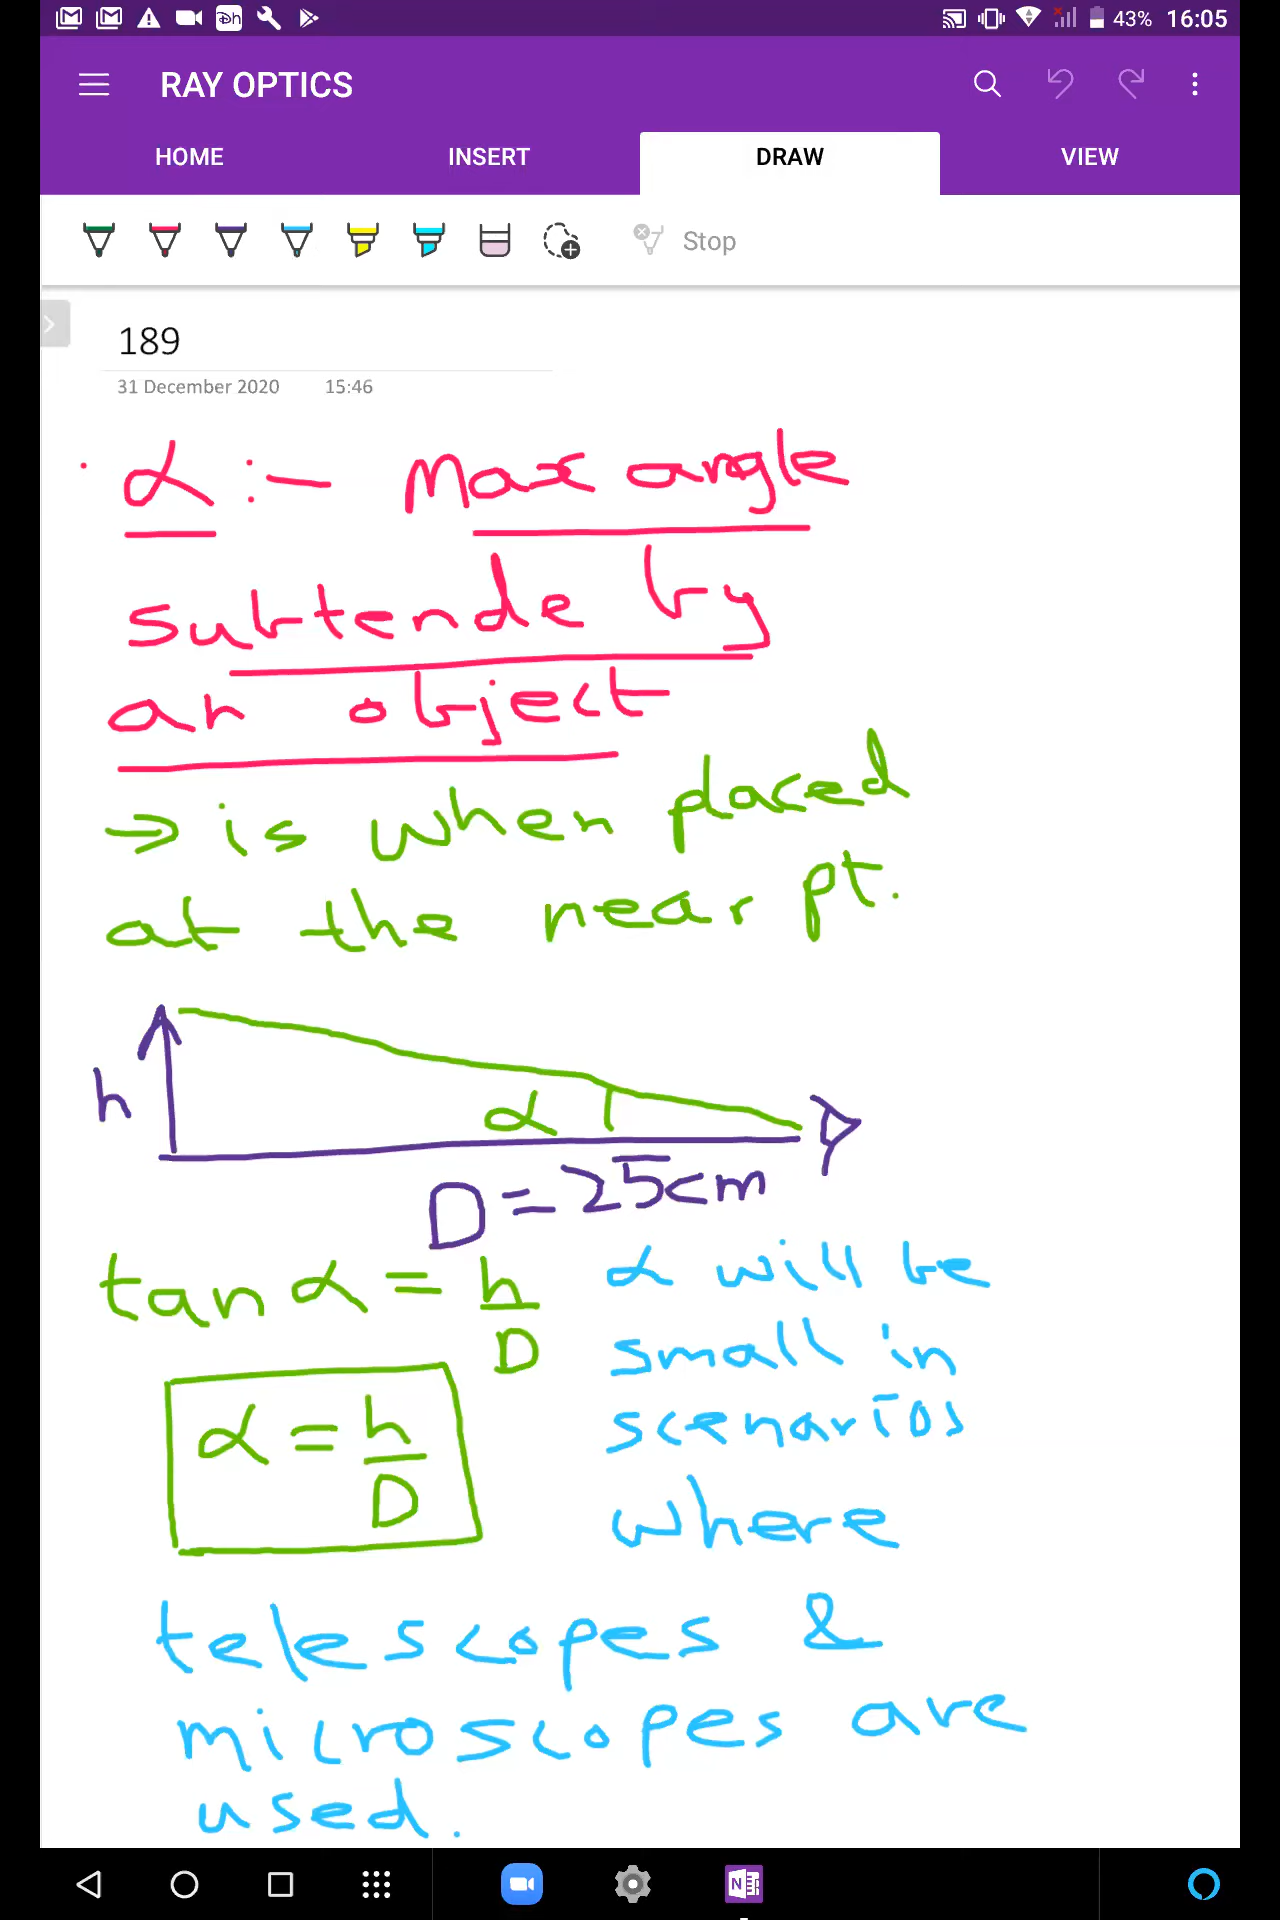 43% 16:05
RAY OPTICS
HOME INSERT DRAW VIEW
Stop
189
31 December 2020 15:46
α :- Max angle
subtende by
an object
→ is when placed
at the near pt.
h
α
D = 25cm
tan α = h/D
α will be
small in
scenarios
where
α = h/D
telescopes &
microscopes are
used.